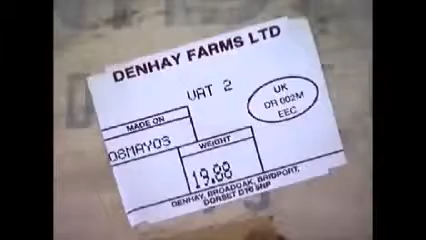 DENHAY FARMS LTD
VAT 2
UK
DR 002M
EEC
MADE ON
08MAY03
WEIGHT
19.88
DENHAY, BROADOAK, BRIDPORT,
DORSET DT6 5NP